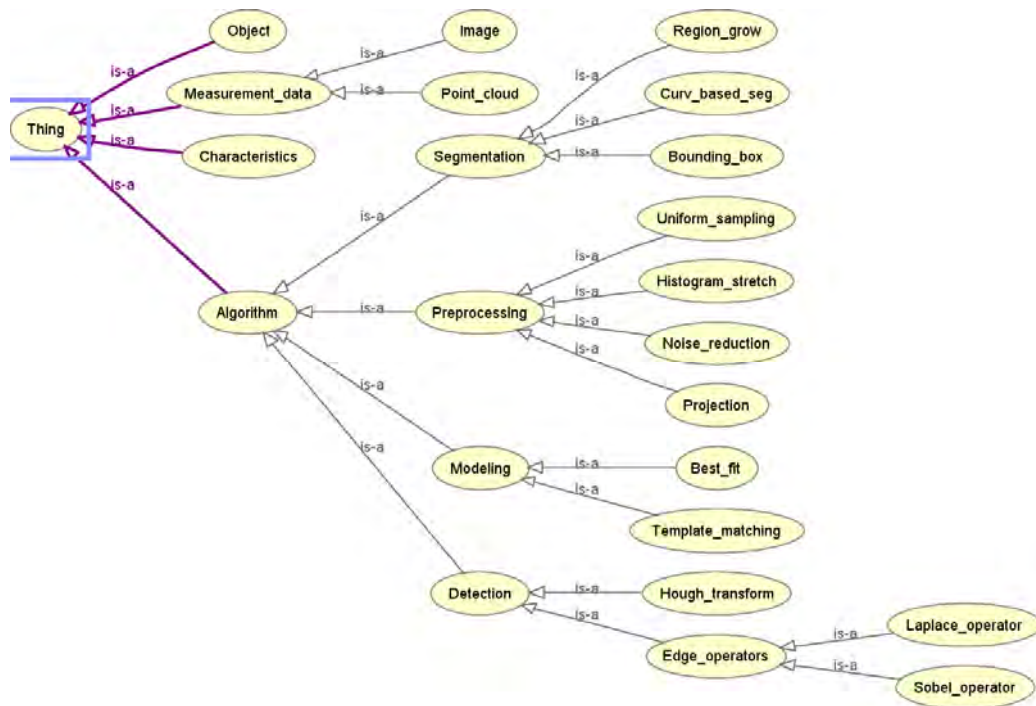 Object
Image
Region_grow
is-a
is-a
is-a
Measurement_data
is-a
Point_cloud
Curv_based_seg
is-a
is-a
Thing
is-a
Characteristics
Segmentation
is-a
Bounding_box
is-a
is-a
Uniform_sampling
is-a
Histogram_stretch
is-a
Algorithm
is-a
Preprocessing
is-a
Noise_reduction
is-a
Projection
is-a
is-a
Modeling
is-a
Best_fit
is-a
Template_matching
Detection
is-a
Hough_transform
is-a
Laplace_operator
is-a
Edge_operators
is-a
Sobel_operator